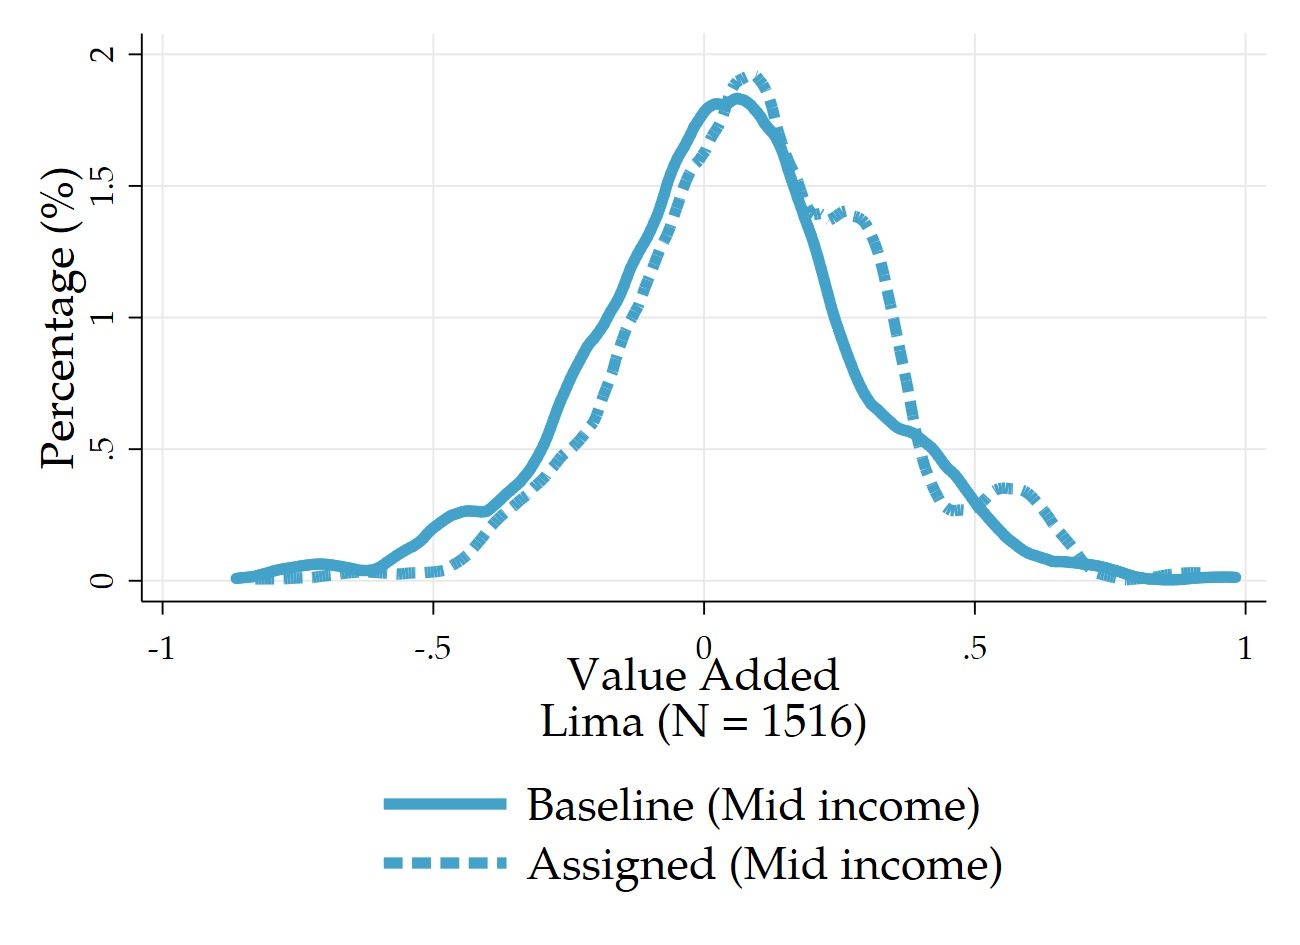 Percentage (%)
2
1.5
1
.5
0
-1 -.5 0 .5 1
Value Added
Lima (N = 1516)
Baseline (Mid income)
Assigned (Mid income)